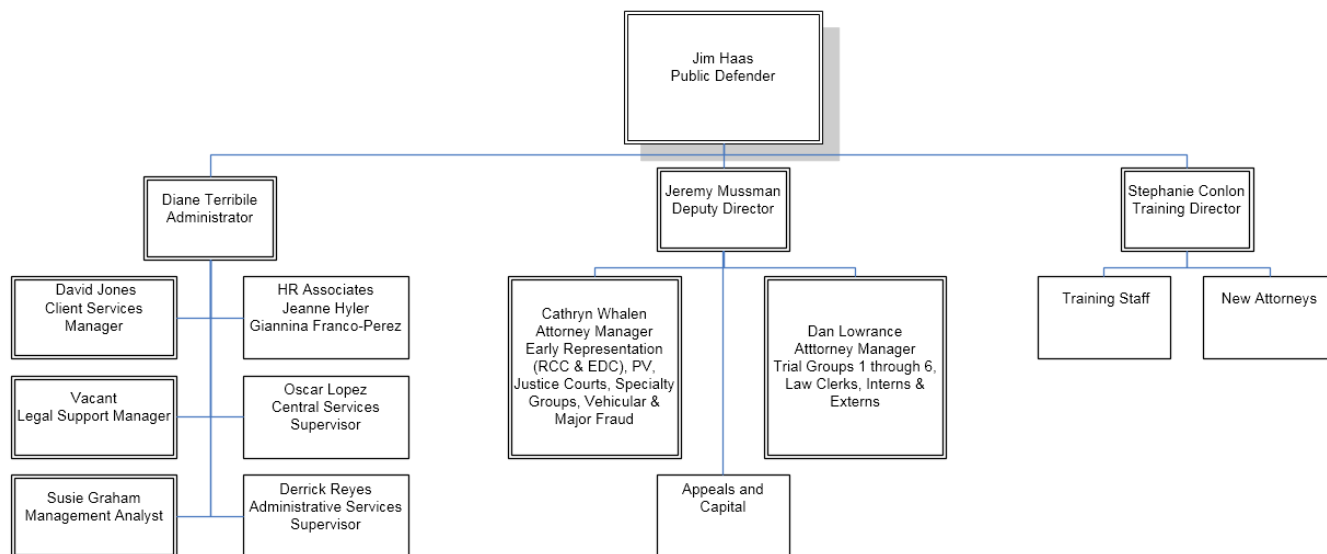 Jim Haas
Public Defender
Diane Terribile
Administrator
Jeremy Mussman
Deputy Director
Stephanie Conlon
Training Director
David Jones
Client Services
Manager
HR Associates
Jeanne Hyler
Giannina Franco-Perez
Vacant
Legal Support Manager
Oscar Lopez
Central Services
Supervisor
Susie Graham
Management Analyst
Derrick Reyes
Administrative Services
Supervisor
Cathryn Whalen
Attorney Manager
Early Representation
(RCC & EDC), PV,
Justice Courts, Specialty
Groups, Vehicular &
Major Fraud
Dan Lowrance
Atttorney Manager
Trial Groups 1 through 6,
Law Clerks, Interns &
Externs
Appeals and
Capital
Training Staff
New Attorneys